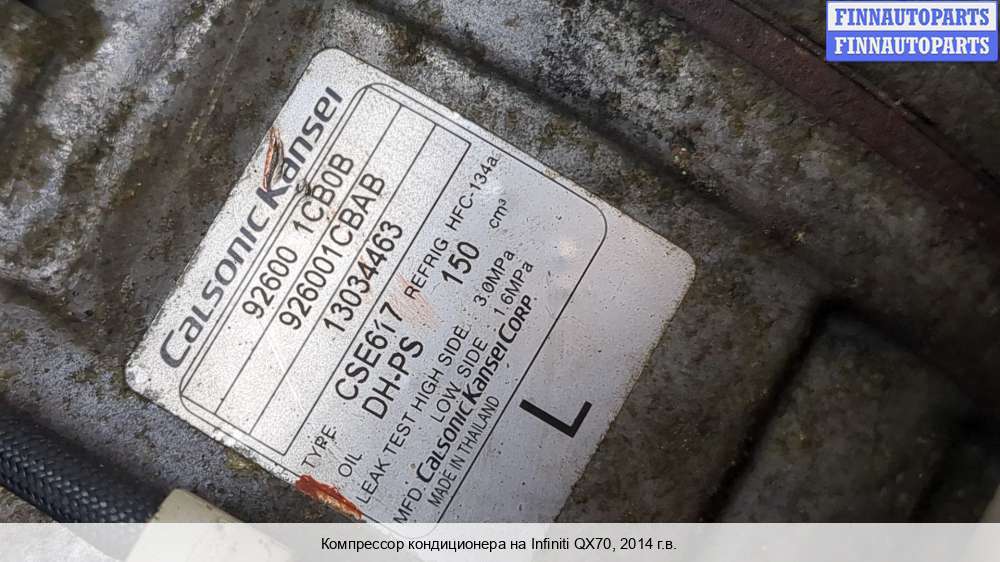 FINNAUTOPARTS
FINNAUTOPARTS
CALSONIC KANSEI
92600 1CB0B
926001CBAB
13034463
TYPE CSE617 REFRIG HFC-134a
OIL DH-PS 150 cm³
LEAK TEST HIGH SIDE : 3.0MPa
LOW SIDE : 1.6MPa
MFD. CALSONIC KANSEI CORP.
MADE IN THAILAND
L
Компрессор кондиционера на Infiniti QX70, 2014 г.в.